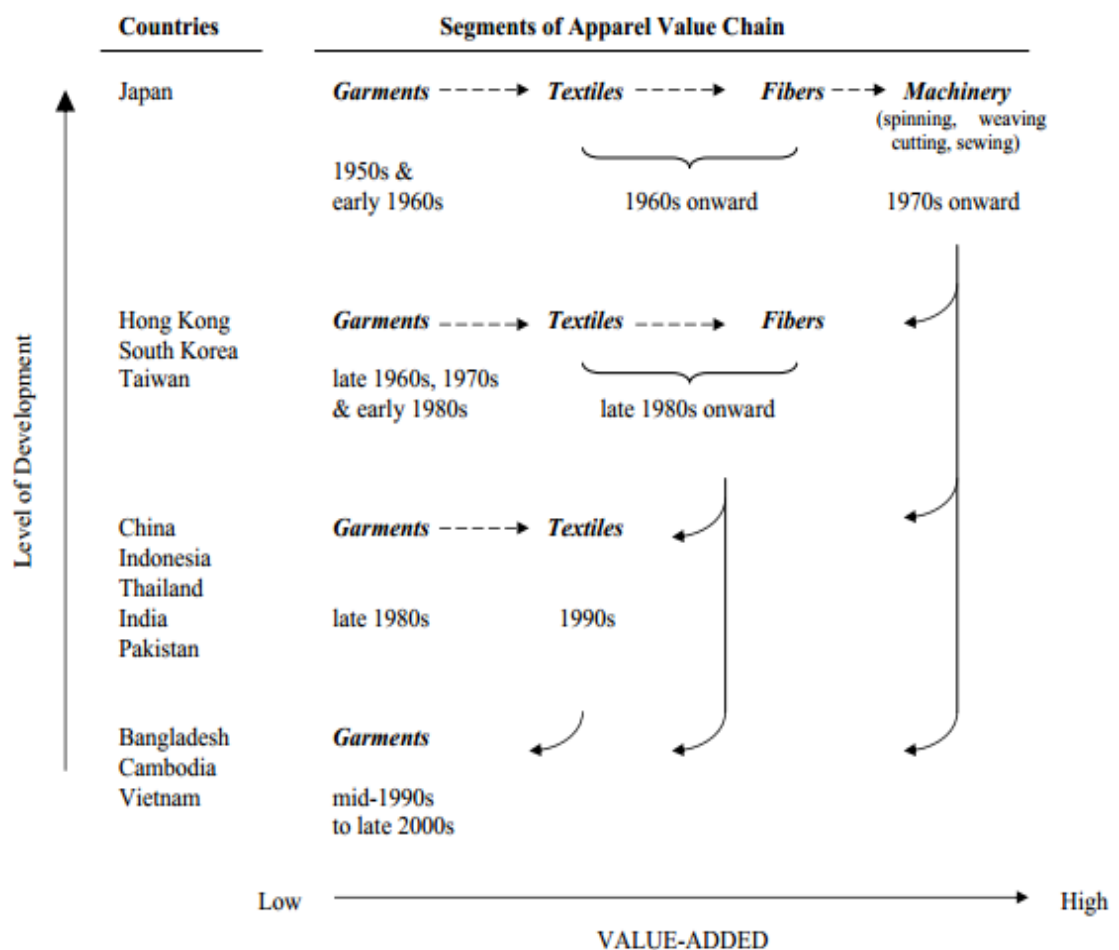 Countries Segments of Apparel Value Chain
Japan Garments Textiles Fibers Machinery
(spinning, weaving
cutting, sewing)
1950s &
early 1960s 1960s onward 1970s onward
Hong Kong Garments Textiles Fibers
South Korea
Taiwan late 1960s, 1970s
& early 1980s late 1980s onward
China Garments Textiles
Indonesia
Thailand
India late 1980s 1990s
Pakistan
Bangladesh Garments
Cambodia
Vietnam mid-1990s
to late 2000s
Level of Development
Low High
VALUE-ADDED